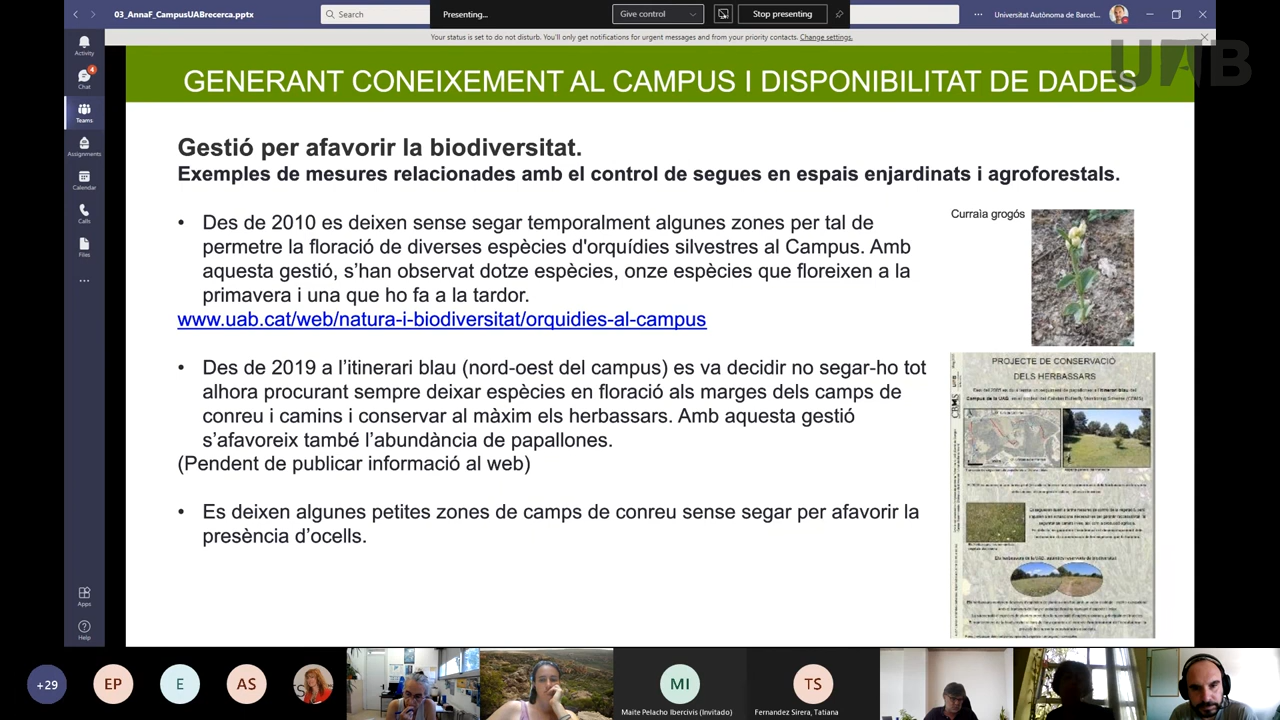 03_AnnaF_CampusUABrecerca.pptx
Search
Presenting...
Give control
Stop presenting
Universitat Autònoma de Barcel...
Your status is set to do not disturb. You'll only get notifications for urgent messages and from your priority contacts. Change settings.
Activity
4
Chat
Teams
Assignments
Calendar
Calls
Files
Apps
Help
UAB
GENERANT CONEIXEMENT AL CAMPUS I DISPONIBILITAT DE DADES
Gestió per afavorir la biodiversitat.
Exemples de mesures relacionades amb el control de segues en espais enjardinats i agroforestals.
• Des de 2010 es deixen sense segar temporalment algunes zones per tal de
permetre la floració de diverses espècies d'orquídies silvestres al Campus. Amb
aquesta gestió, s’han observat dotze espècies, onze espècies que floreixen a la
primavera i una que ho fa a la tardor.
www.uab.cat/web/natura-i-biodiversitat/orquidies-al-campus
• Des de 2019 a l’itinerari blau (nord-oest del campus) es va decidir no segar-ho tot
alhora procurant sempre deixar espècies en floració als marges dels camps de
conreu i camins i conservar al màxim els herbassars. Amb aquesta gestió
s’afavoreix també l’abundància de papallones.
(Pendent de publicar informació al web)
• Es deixen algunes petites zones de camps de conreu sense segar per afavorir la
presència d’ocells.
Curraià grogós
PROJECTE DE CONSERVACIÓ
DELS HERBASSARS
+29
EP
E
AS
MI
Maite Pelacho Ibercivis (Invitado)
TS
Fernandez Sirera, Tatiana